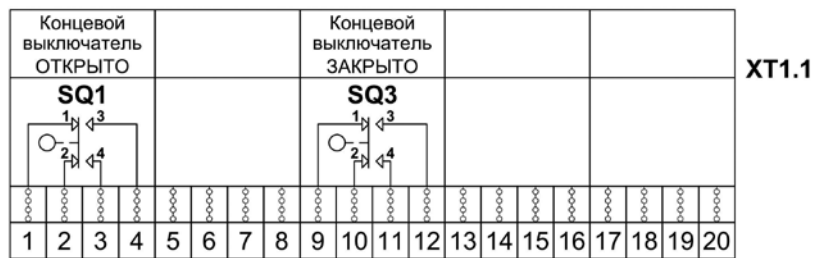 Концевой
выключатель
ОТКРЫТО
Концевой
выключатель
ЗАКРЫТО
XT1.1
SQ1
SQ3
1 3
2 4
1 3
2 4
1 2 3 4 5 6 7 8 9 10 11 12 13 14 15 16 17 18 19 20